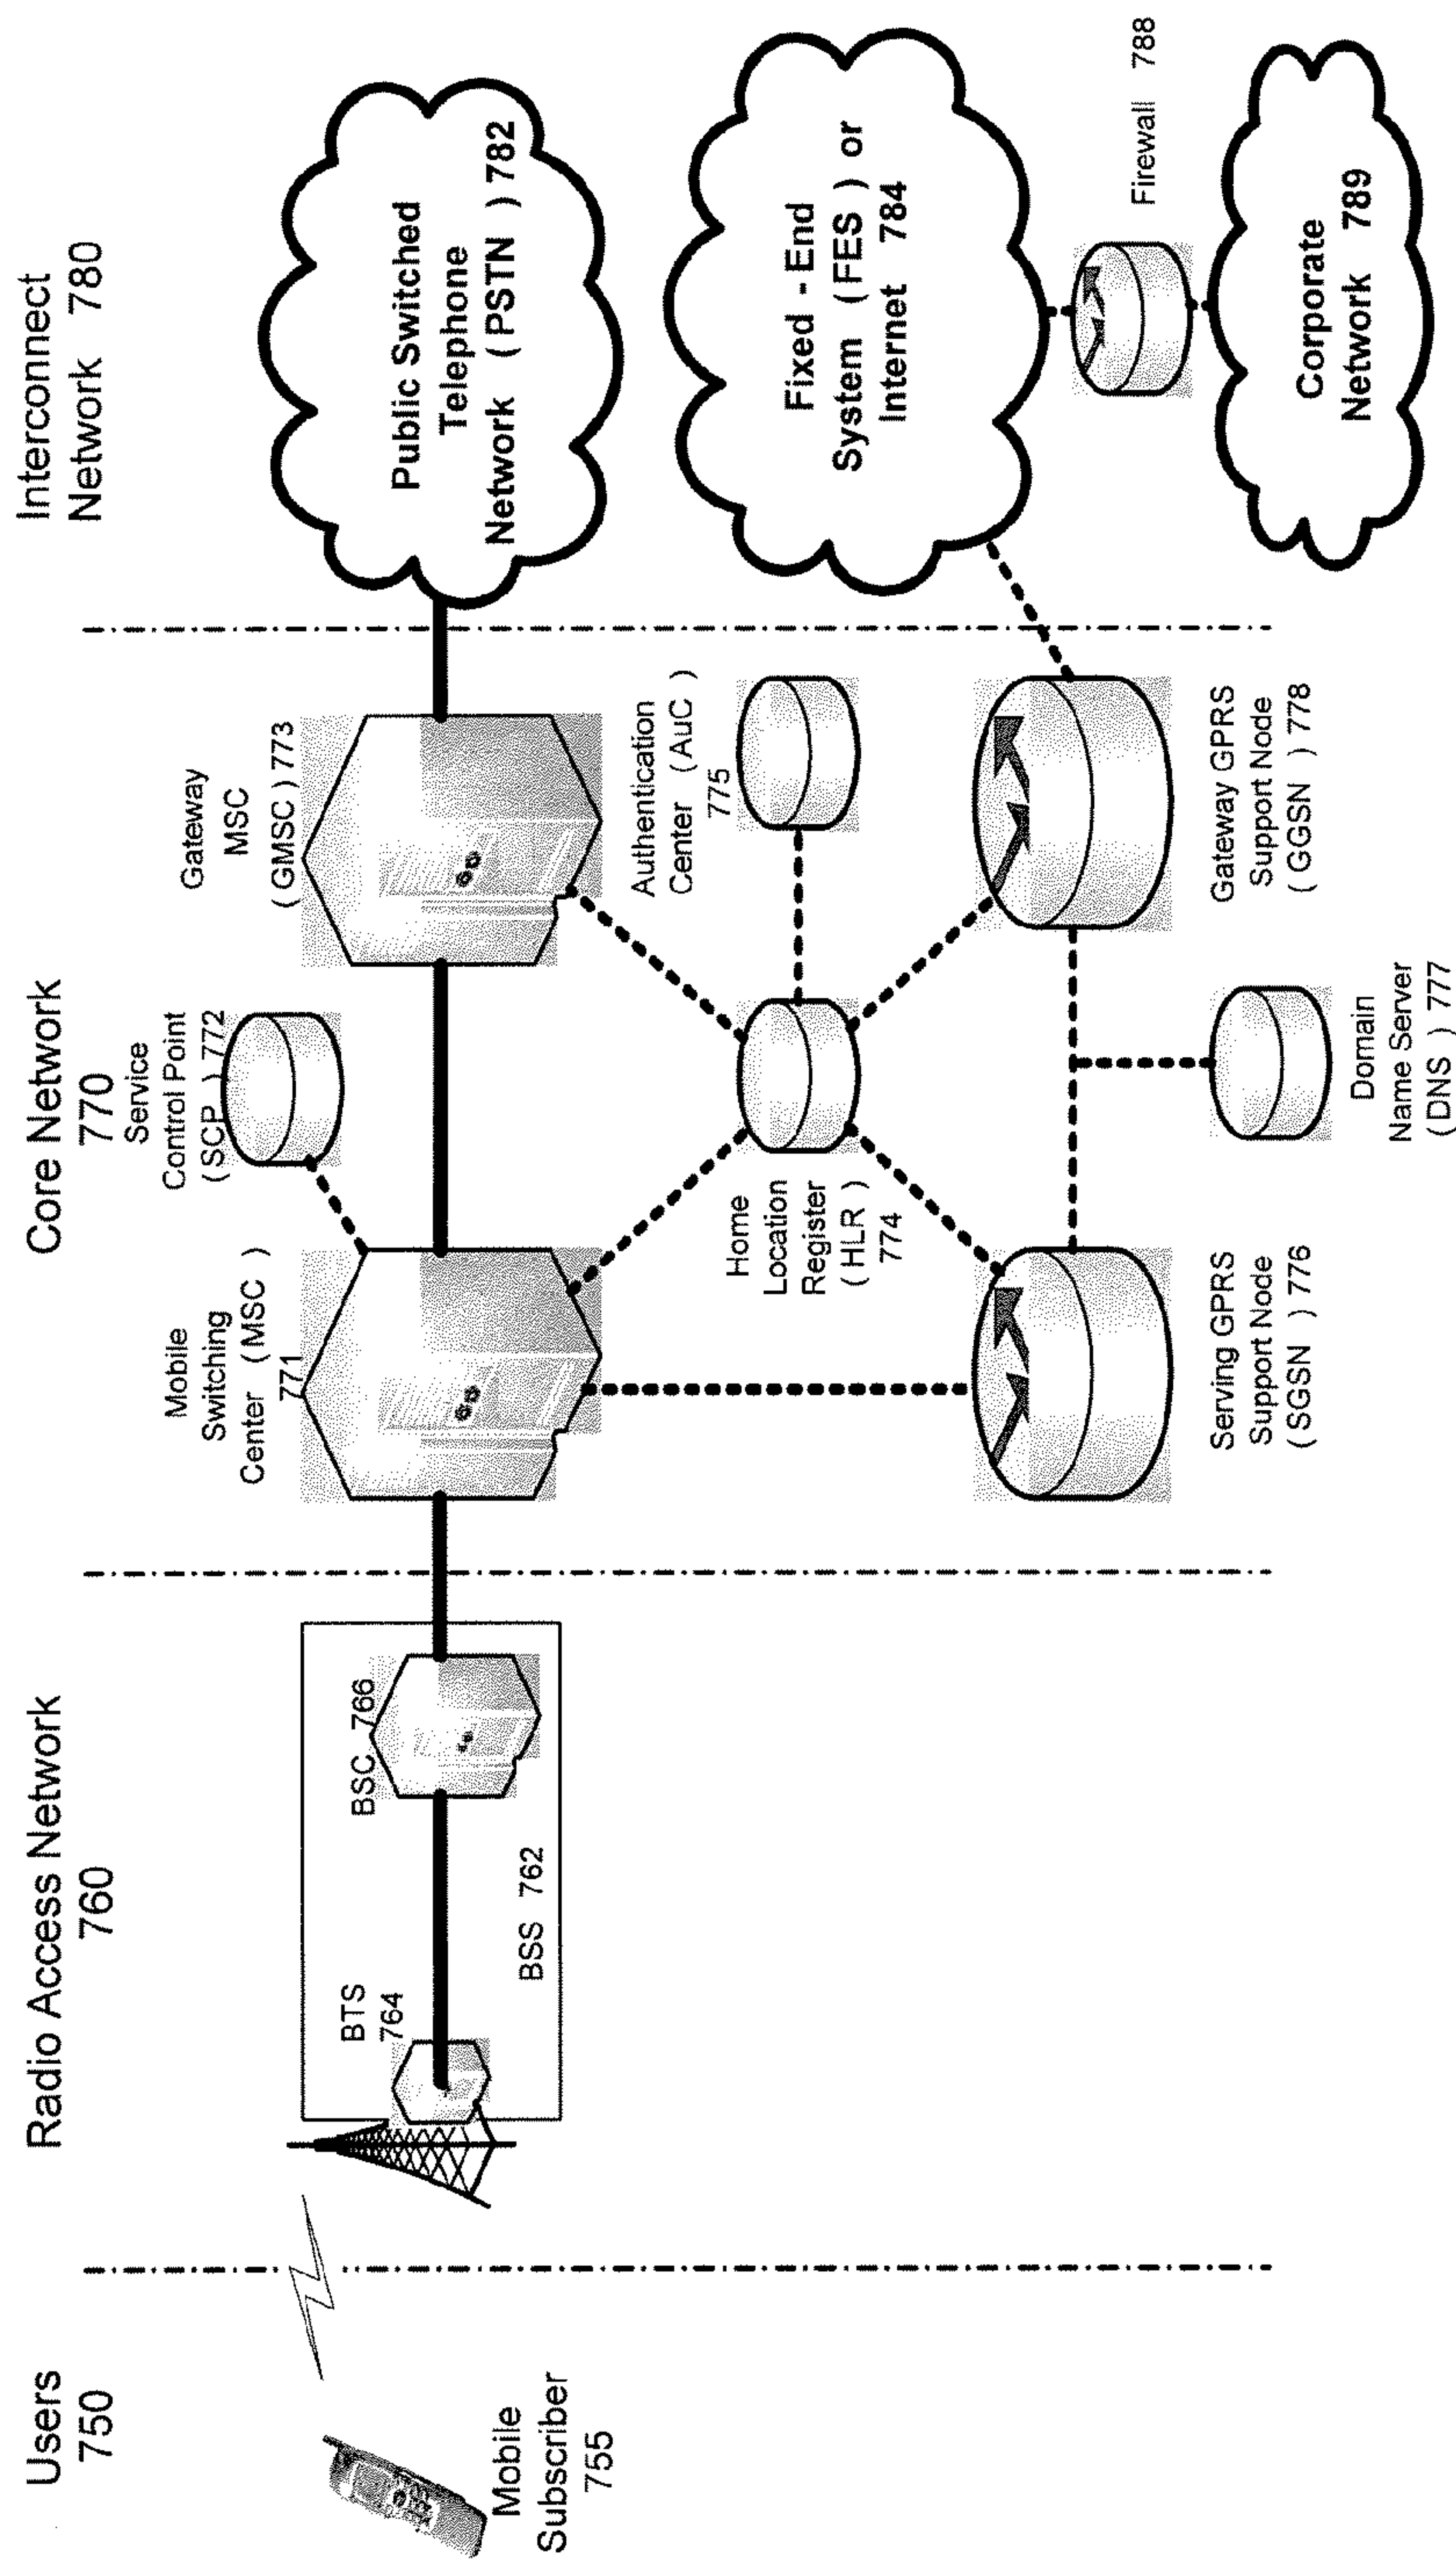 Users
750
Radio Access Network
760
Core Network
770
Interconnect
Network 780
Mobile
Subscriber
755
BTS
764
BSC 766
BSS 762
Mobile
Switching
Center (MSC )
771
Service
Control Point
(SCP ) 772
Gateway
MSC
( GMSC ) 773
Public Switched
Telephone
Network ( PSTN ) 782
Home
Location
Register
( HLR )
774
Authentication
Center (AuC )
775
Fixed - End
System (FES ) or
Internet 784
Serving GPRS
Support Node
( SGSN ) 776
Gateway GPRS
Support Node
( GGSN ) 778
Firewall 788
Domain
Name Server
( DNS ) 777
Corporate
Network 789